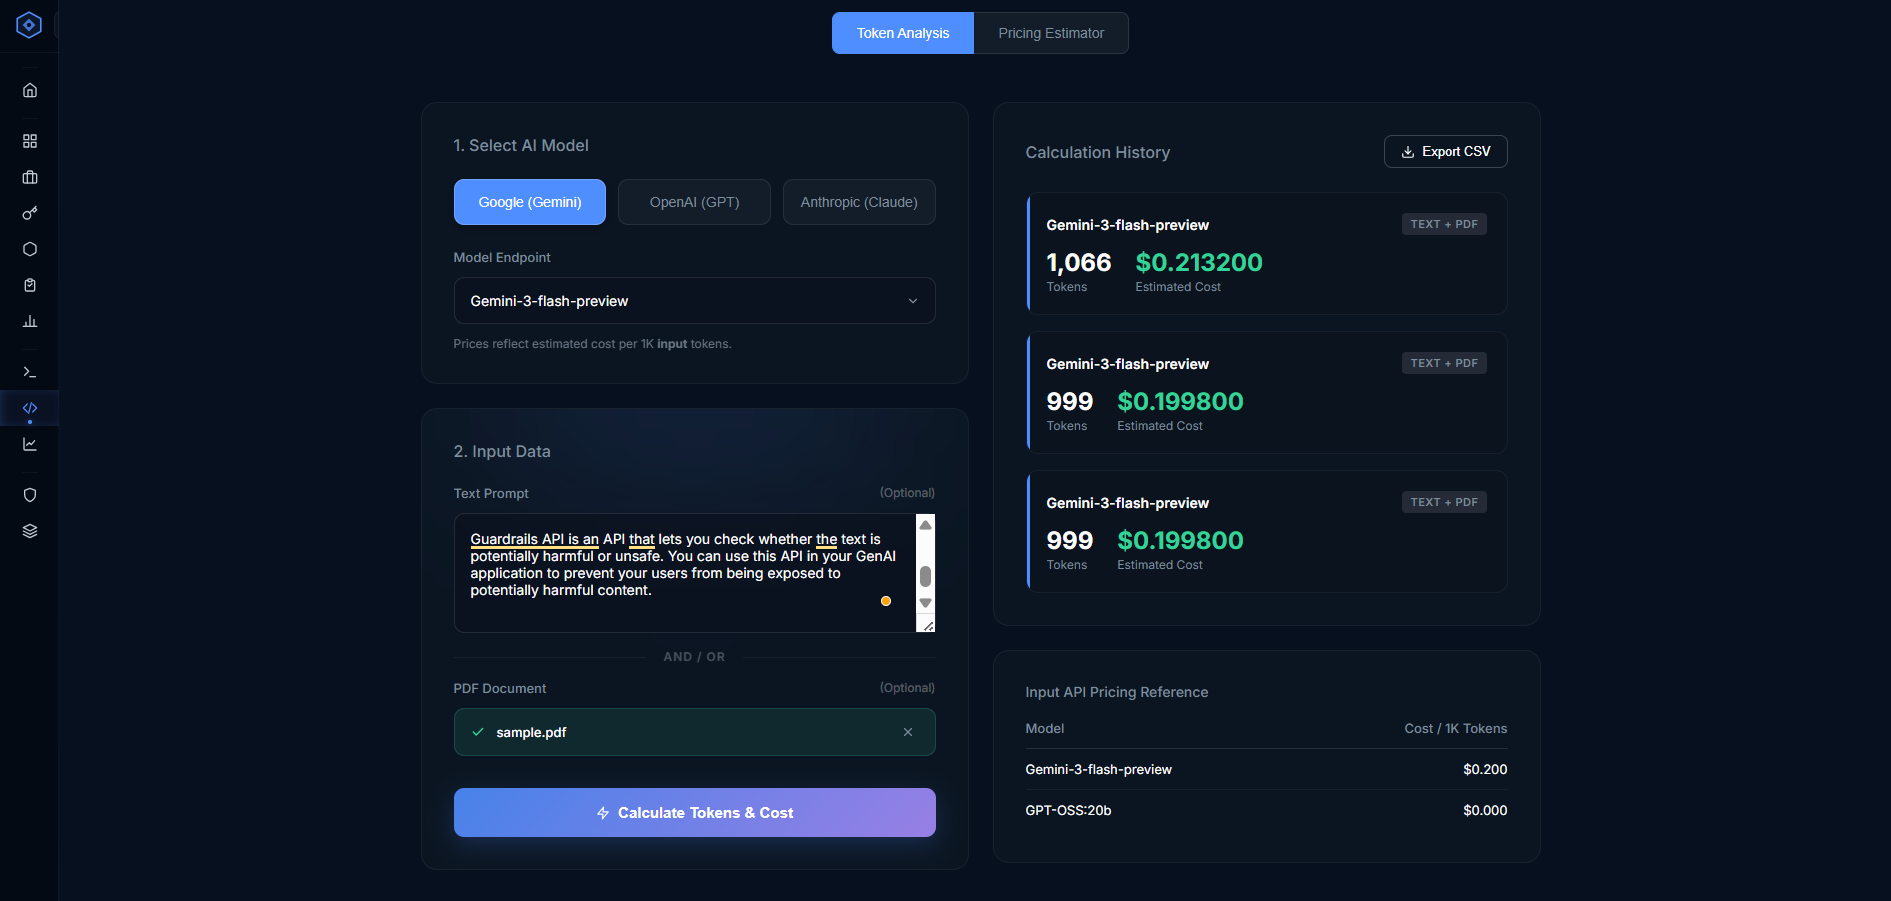 Token Analysis
Pricing Estimator
1. Select AI Model
Google (Gemini)
OpenAI (GPT)
Anthropic (Claude)
Model Endpoint
Gemini-3-flash-preview
Prices reflect estimated cost per 1K input tokens.
2. Input Data
Text Prompt
(Optional)
Guardrails API is an API that lets you check whether the text is
potentially harmful or unsafe. You can use this API in your GenAI
application to prevent your users from being exposed to
potentially harmful content.
AND / OR
PDF Document
(Optional)
sample.pdf
Calculate Tokens & Cost
Calculation History
Export CSV
Gemini-3-flash-preview
TEXT + PDF
1,066 $0.213200
Tokens Estimated Cost
Gemini-3-flash-preview
TEXT + PDF
999 $0.199800
Tokens Estimated Cost
Gemini-3-flash-preview
TEXT + PDF
999 $0.199800
Tokens Estimated Cost
Input API Pricing Reference
Model Cost / 1K Tokens
Gemini-3-flash-preview $0.200
GPT-OSS:20b $0.000